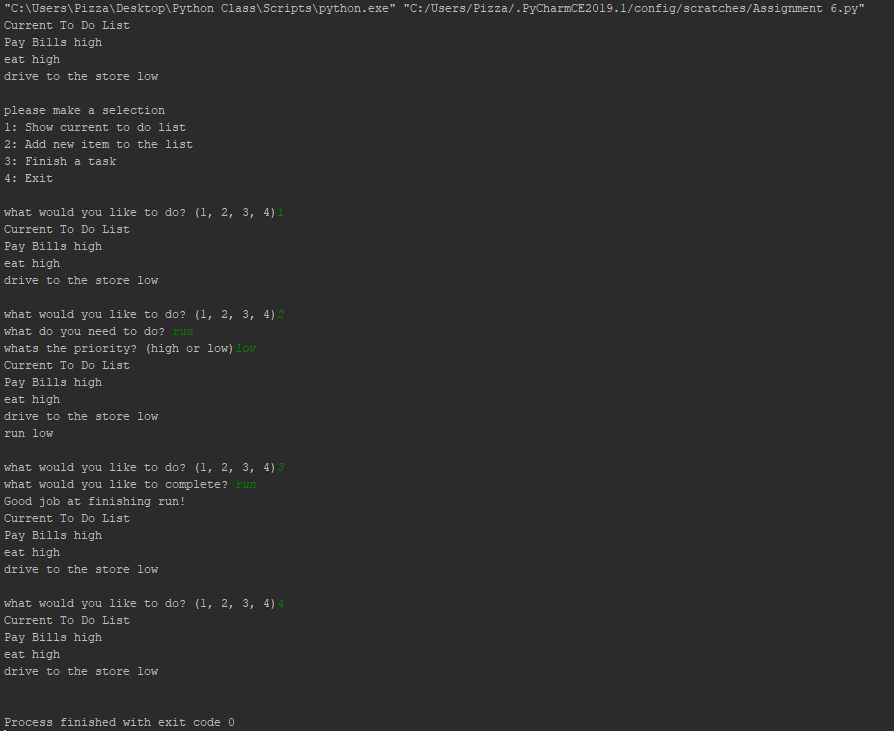 "C:\Users\Pizza\Desktop\Python Class\Scripts\python.exe" "C:/Users/Pizza/.PyCharmCE2019.1/config/scratches/Assignment 6.py"
Current To Do List
Pay Bills high
eat high
drive to the store low
please make a selection
1: Show current to do list
2: Add new item to the list
3: Finish a task
4: Exit
what would you like to do? (1, 2, 3, 4)1
Current To Do List
Pay Bills high
eat high
drive to the store low
what would you like to do? (1, 2, 3, 4)2
what do you need to do? run
whats the priority? (high or low)low
Current To Do List
Pay Bills high
eat high
drive to the store low
run low
what would you like to do? (1, 2, 3, 4)3
what would you like to complete? run
Good job at finishing run!
Current To Do List
Pay Bills high
eat high
drive to the store low
what would you like to do? (1, 2, 3, 4)4
Current To Do List
Pay Bills high
eat high
drive to the store low
Process finished with exit code 0